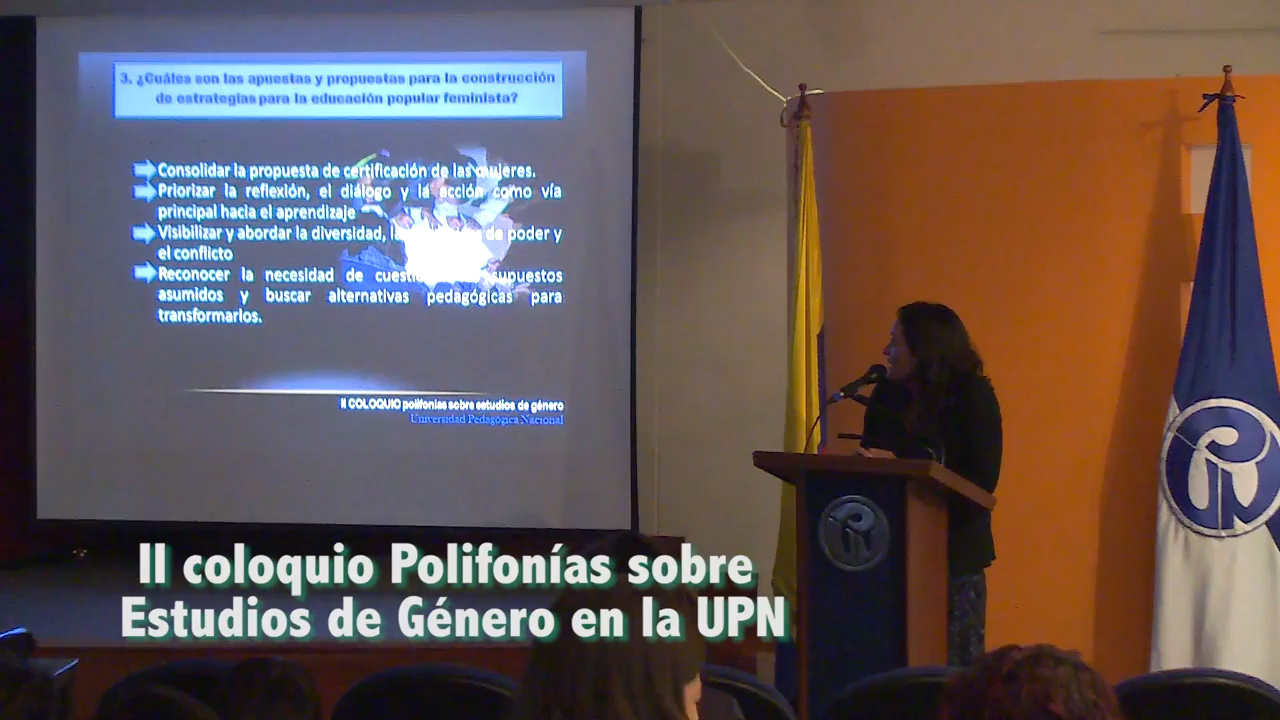 3. ¿Cuáles son las apuestas y propuestas para la construcción
de estrategias para la educación popular feminista?
Consolidar la propuesta de certificación de las mujeres.
Priorizar la reflexión, el diálogo y la acción como vía
principal hacia el aprendizaje
Visibilizar y abordar la diversidad, de poder y
el conflicto
Reconocer la necesidad de
asumidos y buscar alternativas pedagógicas para
transformarlos.
II COLOQUIO polifonías sobre estudios de género
Universidad Pedagógica Nacional
II coloquio Polifonías sobre
Estudios de Género en la UPN